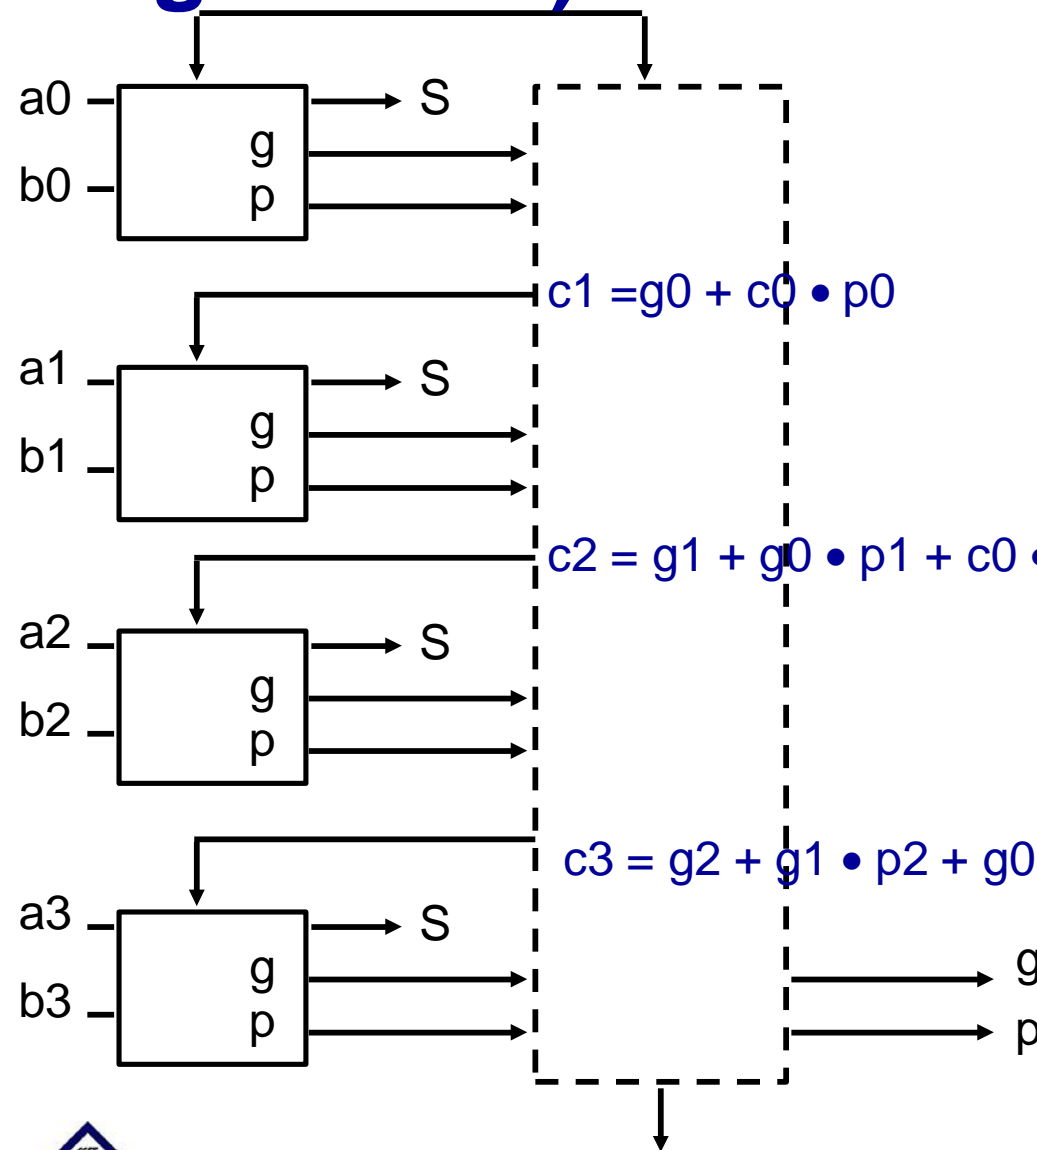 a0 S
g
b0 p
c1 =g0 + c0 • p0
a1 S
g
b1 p
c2 = g1 + g0 • p1 + c0 •
a2 S
g
b2 p
c3 = g2 + g1 • p2 + g0
a3 S
g g
b3 p p